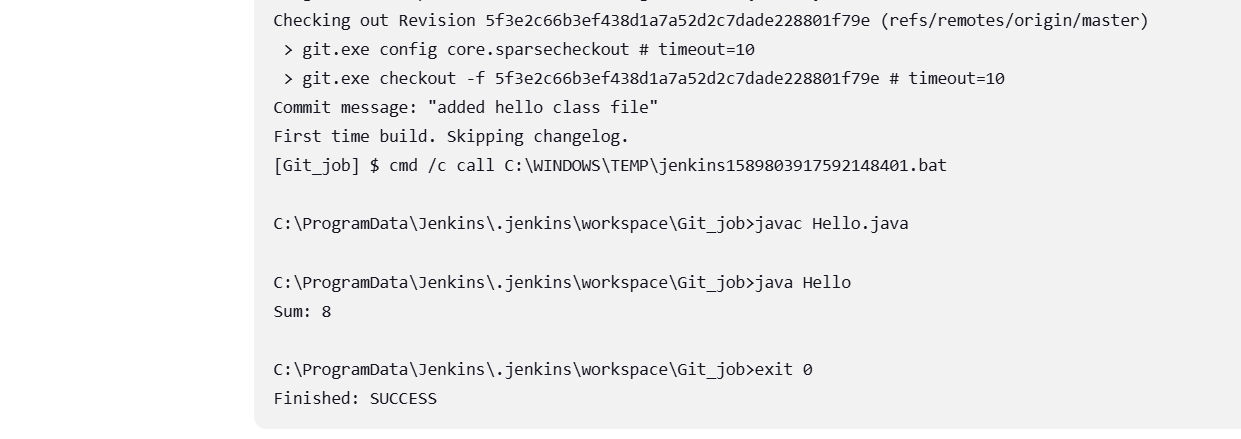 Checking out Revision 5f3e2c66b3ef438d1a7a52d2c7dade228801f79e (refs/remotes/origin/master)
> git.exe config core.sparsecheckout # timeout=10
> git.exe checkout -f 5f3e2c66b3ef438d1a7a52d2c7dade228801f79e # timeout=10
Commit message: "added hello class file"
First time build. Skipping changelog.
[Git_job] $ cmd /c call C:\WINDOWS\TEMP\jenkins1589803917592148401.bat
C:\ProgramData\Jenkins\.jenkins\workspace\Git_job>javac Hello.java
C:\ProgramData\Jenkins\.jenkins\workspace\Git_job>java Hello
Sum: 8
C:\ProgramData\Jenkins\.jenkins\workspace\Git_job>exit 0
Finished: SUCCESS